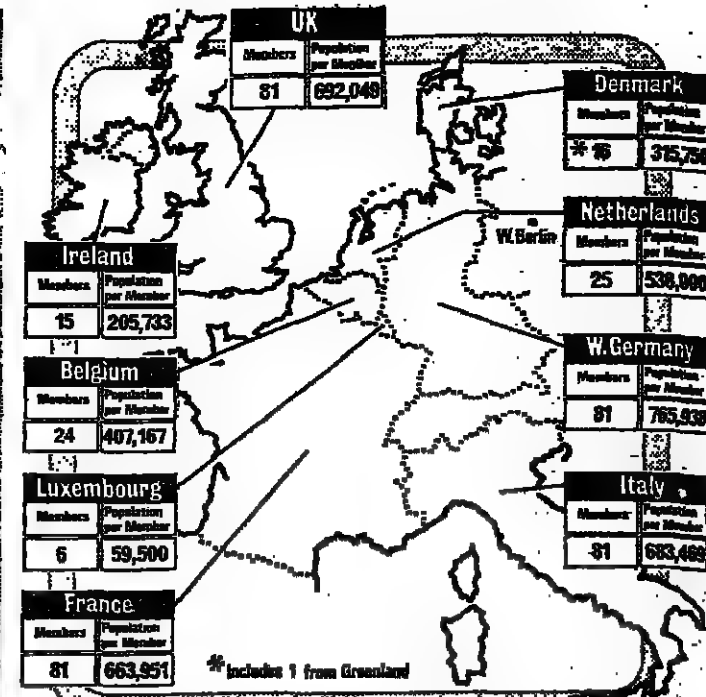 UK
Members Population per Member
81 692,049
Denmark
Members Population per Member
* 16 315,750
Netherlands
Members Population per Member
25 538,000
W. Berlin
Ireland
Members Population per Member
15 205,733
W. Germany
Members Population per Member
81 765,938
Belgium
Members Population per Member
24 407,167
Luxembourg
Members Population per Member
6 59,500
Italy
Members Population per Member
81 683,469
France
Members Population per Member
81 663,951
* Includes 1 from Greenland